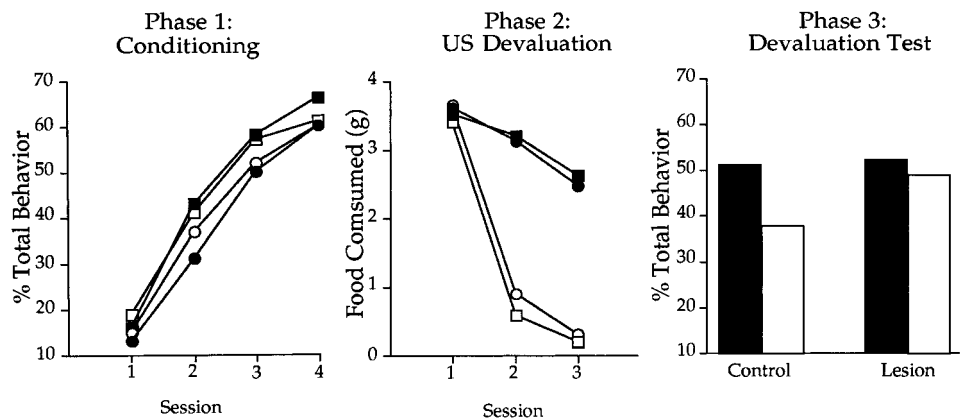 Phase 1:
Conditioning
% Total Behavior
70
60
50
40
30
20
10
1 2 3 4
Session
Phase 2:
US Devaluation
Food Comsumed (g)
4
3
2
1
0
1 2 3
Session
Phase 3:
Devaluation Test
% Total Behavior
70
60
50
40
30
20
10
Control Lesion